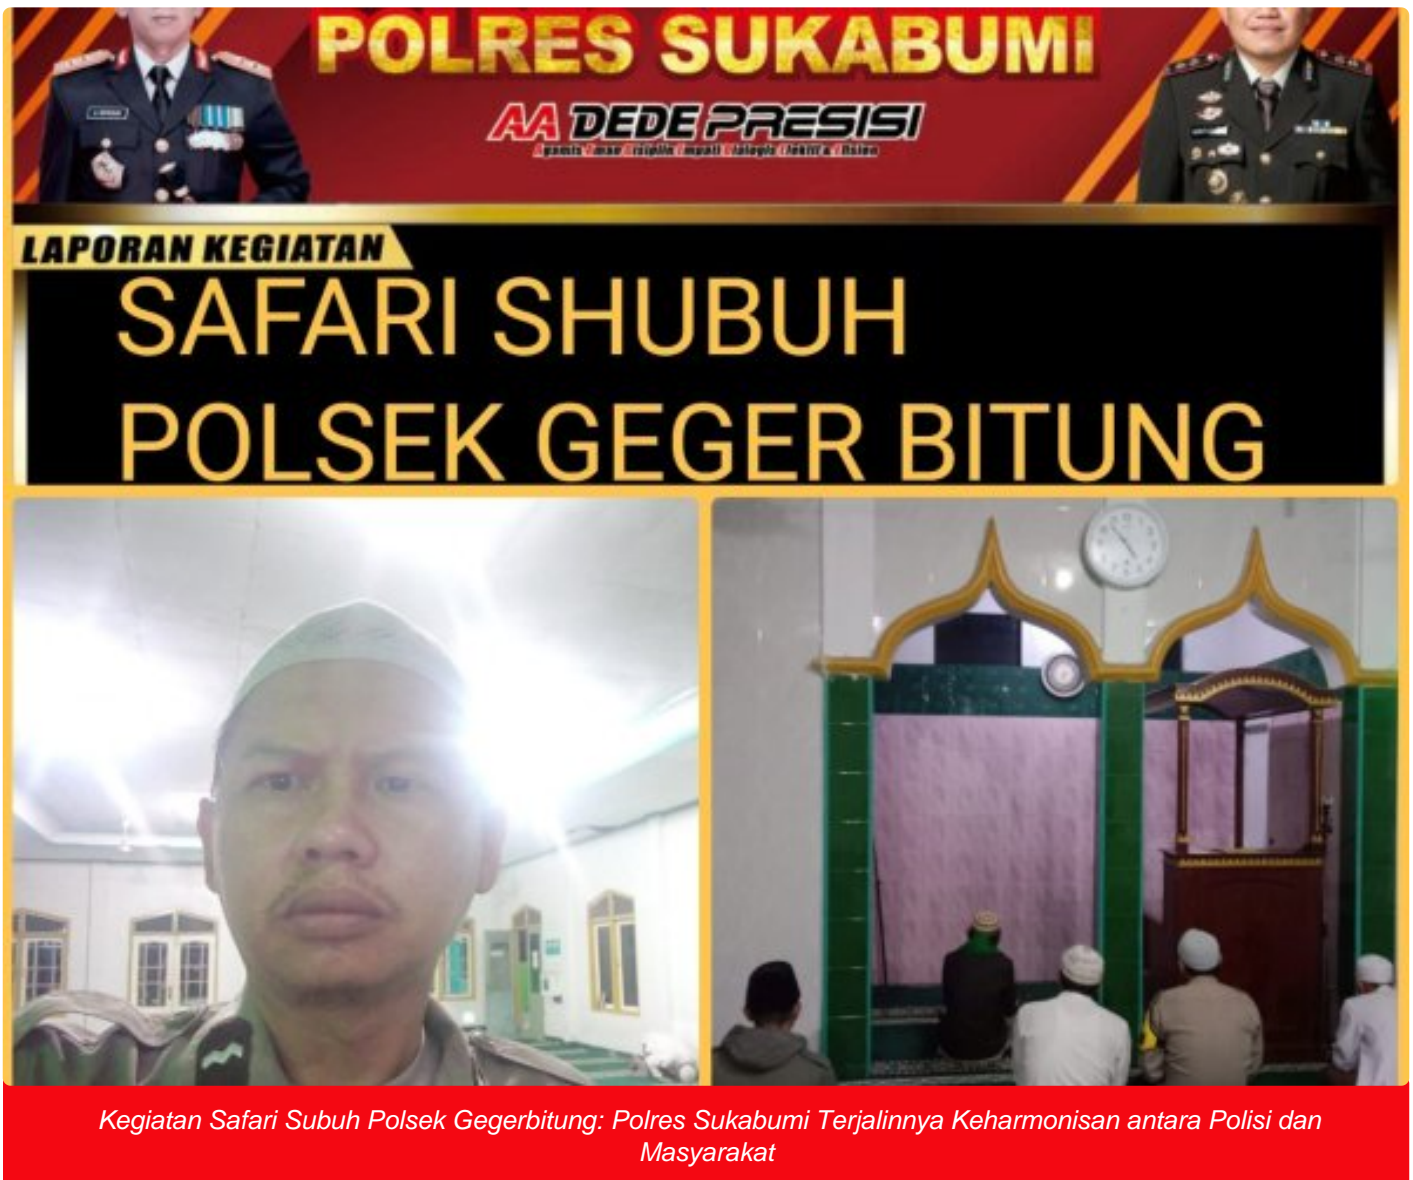 POLRES SUKABUMI
AA DEDE PRESISI
LAPORAN KEGIATAN
SAFARI SHUBUH
POLSEK GEGER BITUNG
Kegiatan Safari Subuh Polsek Gegerbitung: Polres Sukabumi Terjalinnya Keharmonisan antara Polisi dan
Masyarakat